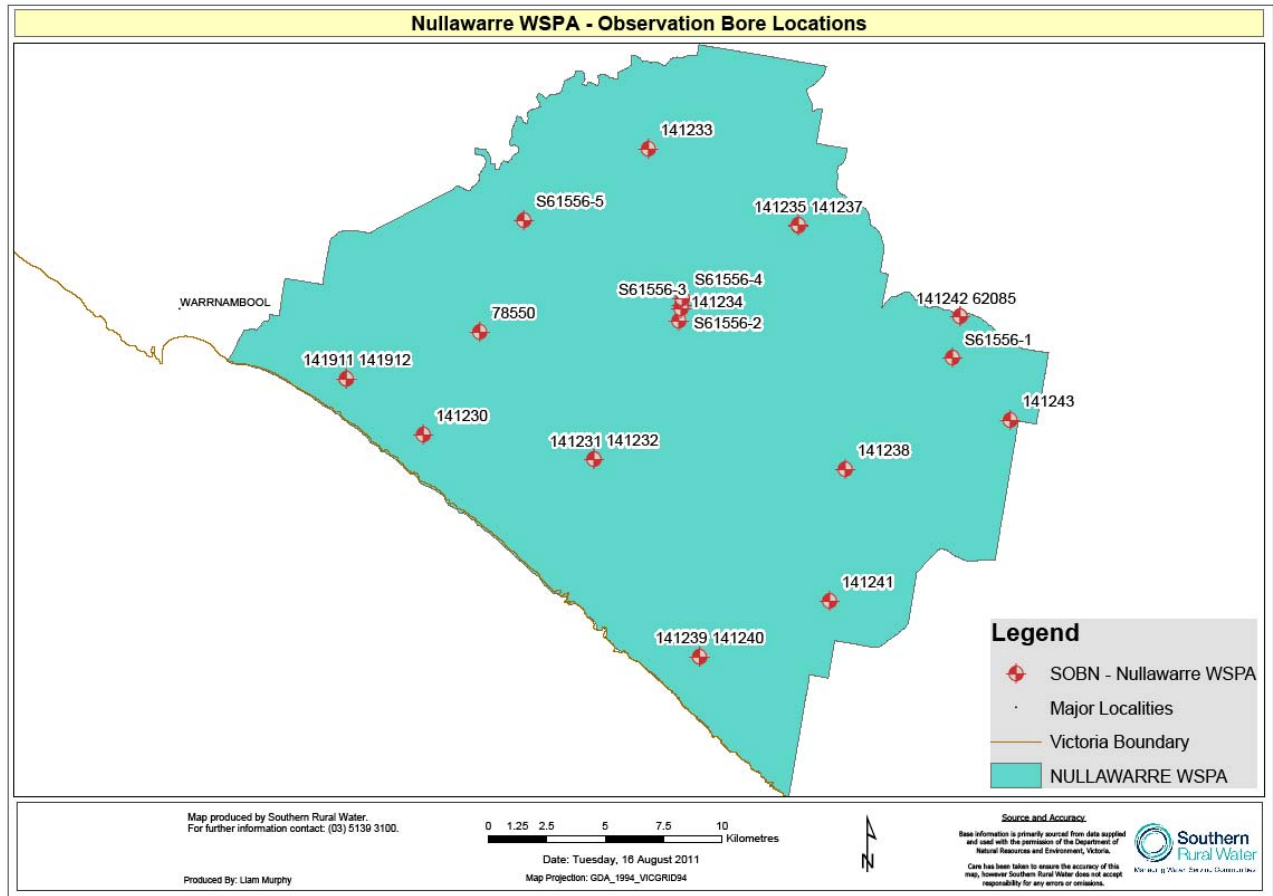 Nullawarre WSPA - Observation Bore Locations
141233
S61556-5
141235 141237
S61556-4
S61556-3
141234
S61556-2
141242 62085
WARRNAMBOOL
78550
S61556-1
141911 141912
141243
141230
141231 141232
141238
141241
141239 141240
Legend
SOBN - Nullawarre WSPA
Major Localities
Victoria Boundary
NULLAWARRE WSPA
Map produced by Southern Rural Water.
For further information contact: (03) 5139 3100.
Produced By: Liam Murphy
0 1.25 2.5 5 7.5 10
Kilometres
Date: Tuesday, 16 August 2011
Map Projection: GDA_1994_VICGRID94
N
Source and Accuracy
Base information is primarily sourced from data supplied
and used with the permission of the Department of
Natural Resources and Environment, Victoria.
Care has been taken to ensure the accuracy of this
map, however Southern Rural Water does not accept
responsibility for any errors or omissions.
Southern
Rural Water
Managing Water. Serving Communities